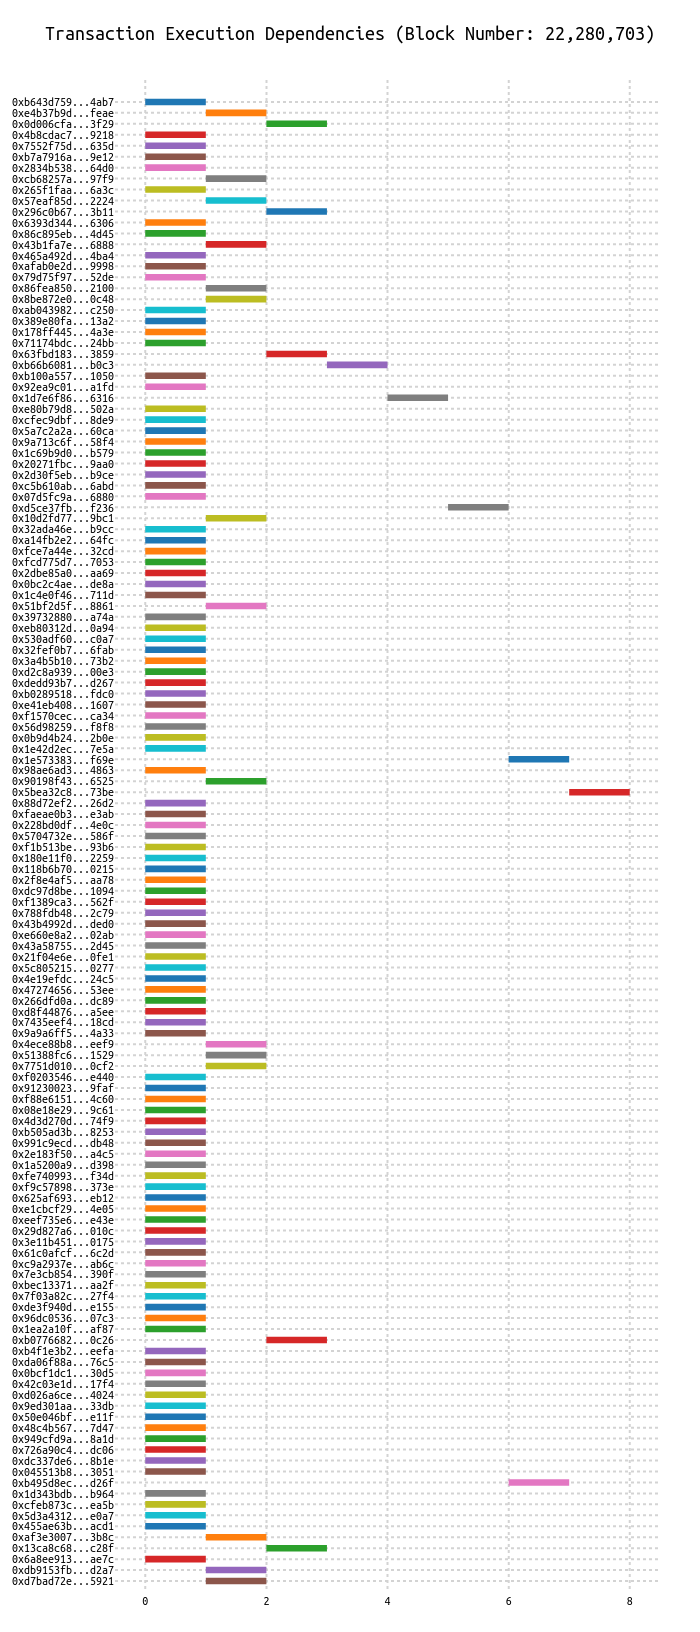 Transaction Execution Dependencies (Block Number: 22,280,703)
0xb643d759...4ab7
0xe4b37b9d...feae
0x0d006cfa...3f29
0x4b8cdac7...9218
0x7552f75d...635d
0xb7a7916a...9e12
0x2834b538...64d0
0xcb68257a...97f9
0x265f1faa...6a3c
0x57eaf85d...2224
0x296c0b67...3b11
0x6393d344...6306
0x86c895eb...4d45
0x43b1fa7e...6888
0x465a492d...4ba4
0xafab0e2d...9998
0x79d75f97...52de
0x86fea850...2100
0x8be872e0...0c48
0xab043982...c250
0x389e80fa...13a2
0x178ff445...4a3e
0x71174bdc...24bb
0x63fbd183...3859
0xb66b6081...b0c3
0xb100a557...1050
0x92ea9c01...a1fd
0x1d7e6f86...6316
0xe80b79d8...502a
0xcfec9dbf...8de9
0x5a7c2a2a...60ca
0x9a713c6f...58f4
0x1c69b9d0...b579
0x20271fbc...9aa0
0x2d30f5eb...b9ce
0xc5b610ab...6abd
0x07d5fc9a...6880
0xd5ce37fb...f236
0x10d2fd77...9bc1
0x32ada46e...b9cc
0xa14fb2e2...64fc
0xfce7a44e...32cd
0xfcd775d7...7053
0x2dbe85a0...aa69
0x0bc2c4ae...de8a
0x1c4e0f46...711d
0x51bf2d5f...8861
0x39732880...a74a
0xeb80312d...0a94
0x530adf60...c0a7
0x32fef0b7...6fab
0x3a4b5b10...73b2
0xd2c8a939...00e3
0xdedd93b7...d267
0xb0289518...fdc0
0xe41eb408...1607
0xf1570cec...ca34
0x56d98259...f8f8
0x0b9d4b24...2b0e
0x1e42d2ec...7e5a
0x1e573383...f69e
0x98ae6ad3...4863
0x90198f43...6525
0x5bea32c8...73be
0x88d72ef2...26d2
0xfaeae0b3...e3ab
0x228bd0df...4e0c
0x5704732e...586f
0xf1b513be...93b6
0x180e11f0...2259
0x118b6b70...0215
0x2f8e4af5...aa78
0xdc97d8be...1094
0xf1389ca3...562f
0x788fdb48...2c79
0x43b4992d...ded0
0xe660e8a2...02ab
0x43a58755...2d45
0x21f04e6e...0fe1
0x5c805215...0277
0x4e19efdc...24c5
0x47274656...53ee
0x266dfd0a...dc89
0xd8f44876...a5ee
0x7435eef4...18cd
0x9a9a6ff5...4a33
0x4ece88b8...eef9
0x51388fc6...1529
0x7751d010...0cf2
0xf0203546...e440
0x91230023...9faf
0xf88e6151...4c60
0x08e18e29...9c61
0x4d3d270d...74f9
0xb505ad3b...8253
0x991c9ecd...db48
0x2e183f50...a4c5
0x1a5200a9...d398
0xfe740993...f34d
0xf9c57898...373e
0x625af693...eb12
0xe1cbcf29...4e05
0xeef735e6...e43e
0x29d827a6...010c
0x3e11b451...0175
0x61c0afcf...6c2d
0xc9a2937e...ab6c
0x7e3cb854...390f
0xbec13371...aa2f
0x7f03a82c...27f4
0xde3f940d...e155
0x96dc0536...07c3
0x1ea2a10f...af87
0xb0776682...0c26
0xb4f1e3b2...eefa
0xda06f88a...76c5
0x0bcf1dc1...30d5
0x42c03e1d...17f4
0xd026a6ce...4024
0x9ed301aa...33db
0x50e046bf...e11f
0x48c4b567...7d47
0x949cfd9a...8a1d
0x726a90c4...dc06
0xdc337de6...8b1e
0x045513b8...3051
0xb495d8ec...d26f
0x1d343bdb...b964
0xcfeb873c...ea5b
0x5d3a4312...e0a7
0x455ae63b...acd1
0xaf3e3007...3b8c
0x13ca8c68...c28f
0x6a8ee913...ae7c
0xdb9153fb...d2a7
0xd7bad72e...5921
0 2 4 6 8